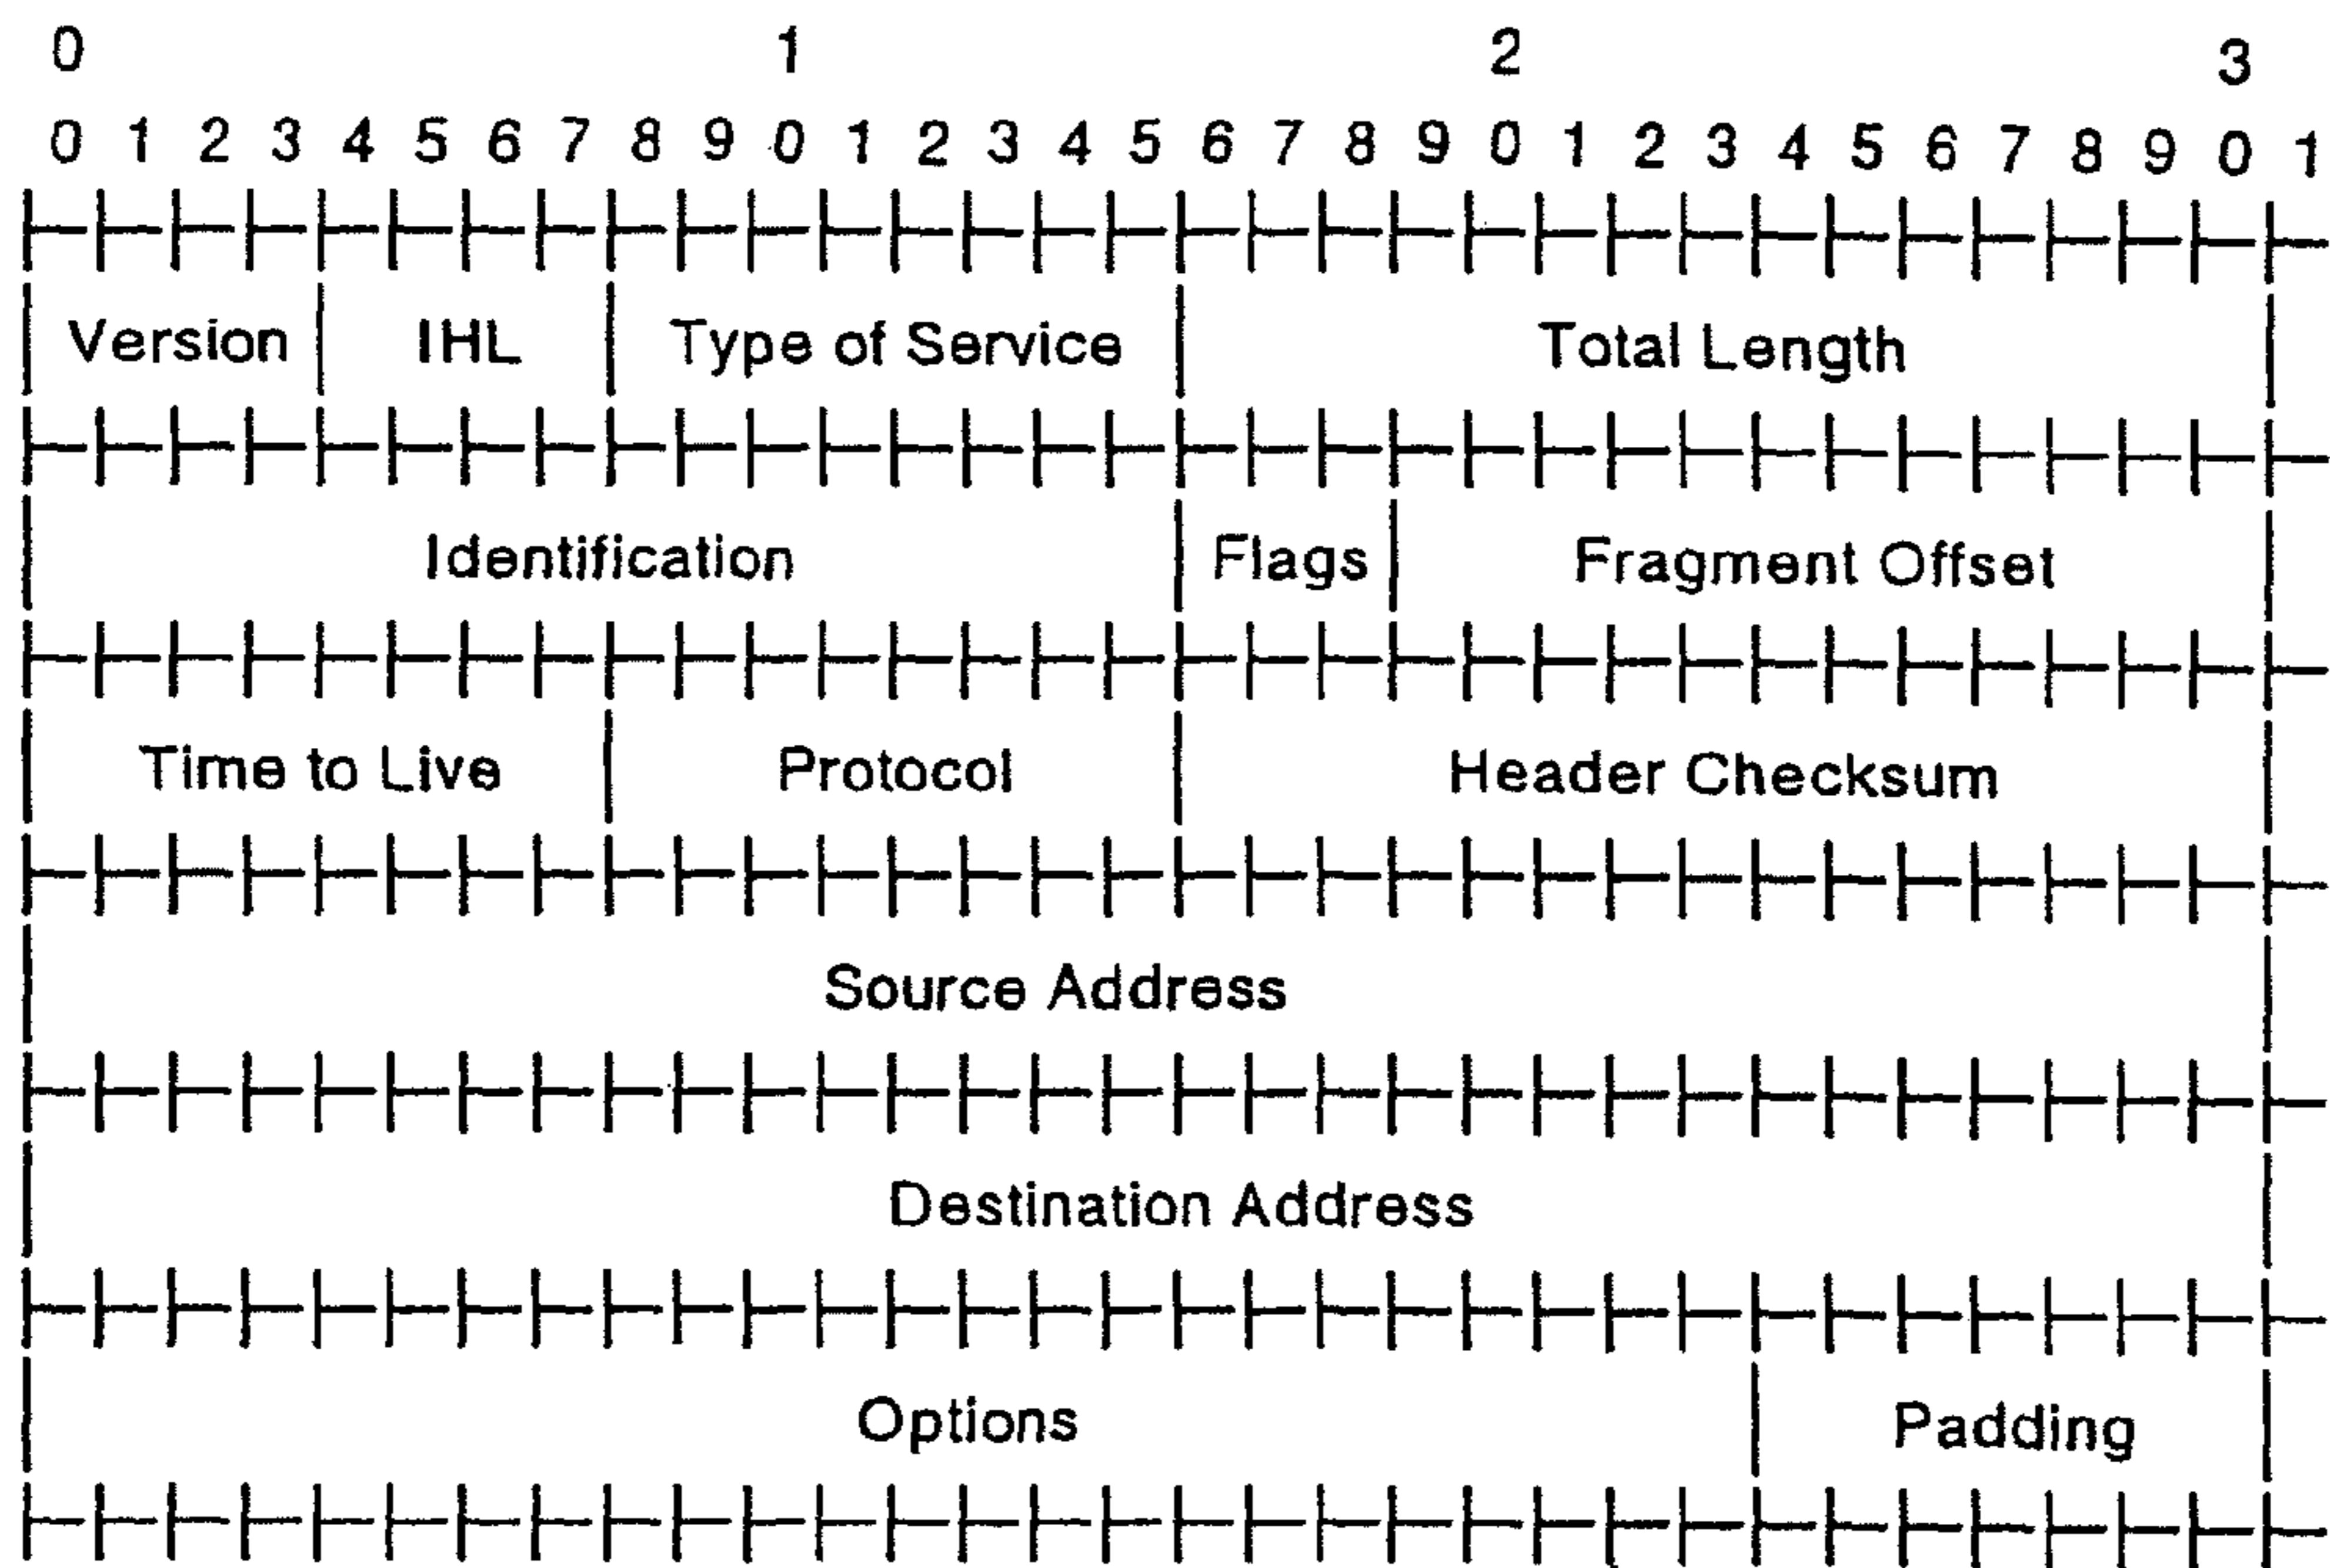 0 1 2 3
0 1 2 3 4 5 6 7 8 9 0 1 2 3 4 5 6 7 8 9 0 1 2 3 4 5 6 7 8 9 0 1
Version IHL Type of Service Total Length
Identification Flags Fragment Offset
Time to Live Protocol Header Checksum
Source Address
Destination Address
Options Padding